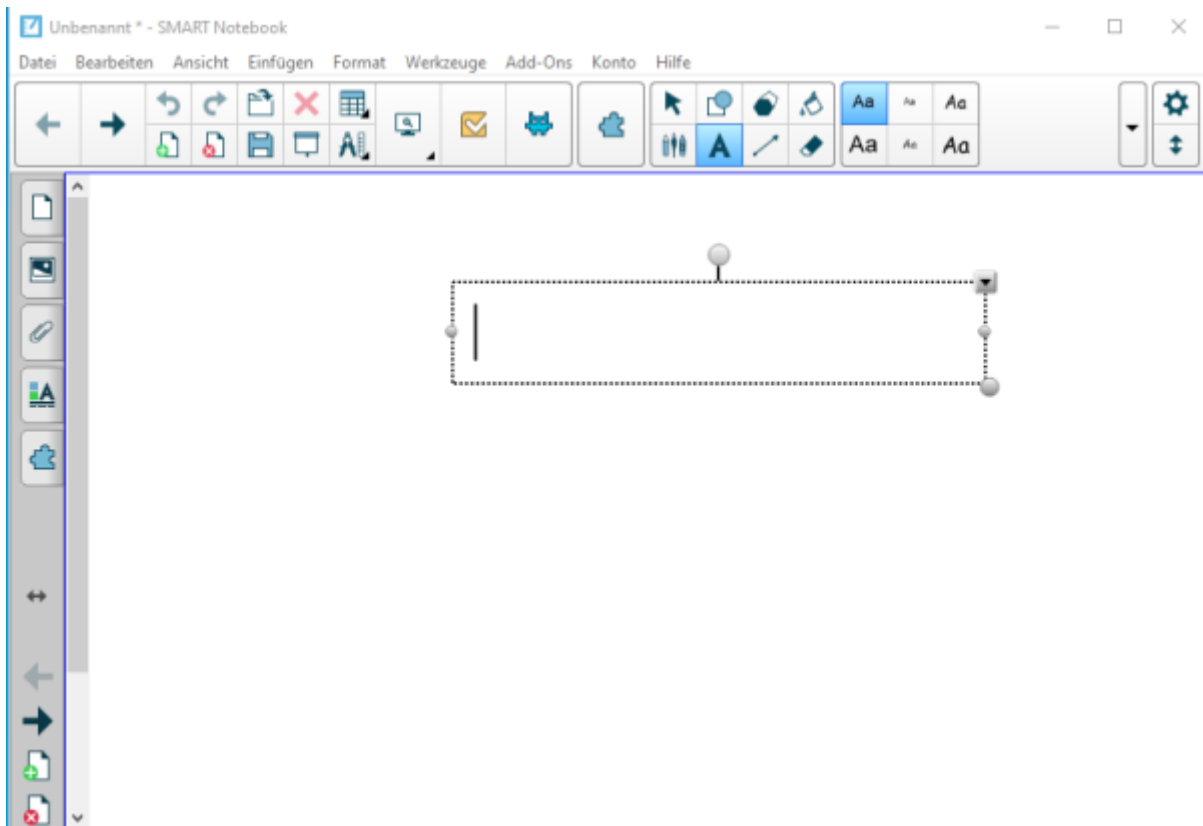 Unbenannt * - SMART Notebook
Datei Bearbeiten Ansicht Einfügen Format Werkzeuge Add-Ons Konto Hilfe
Aa Aa Aa
A Aa Aa Aa
A